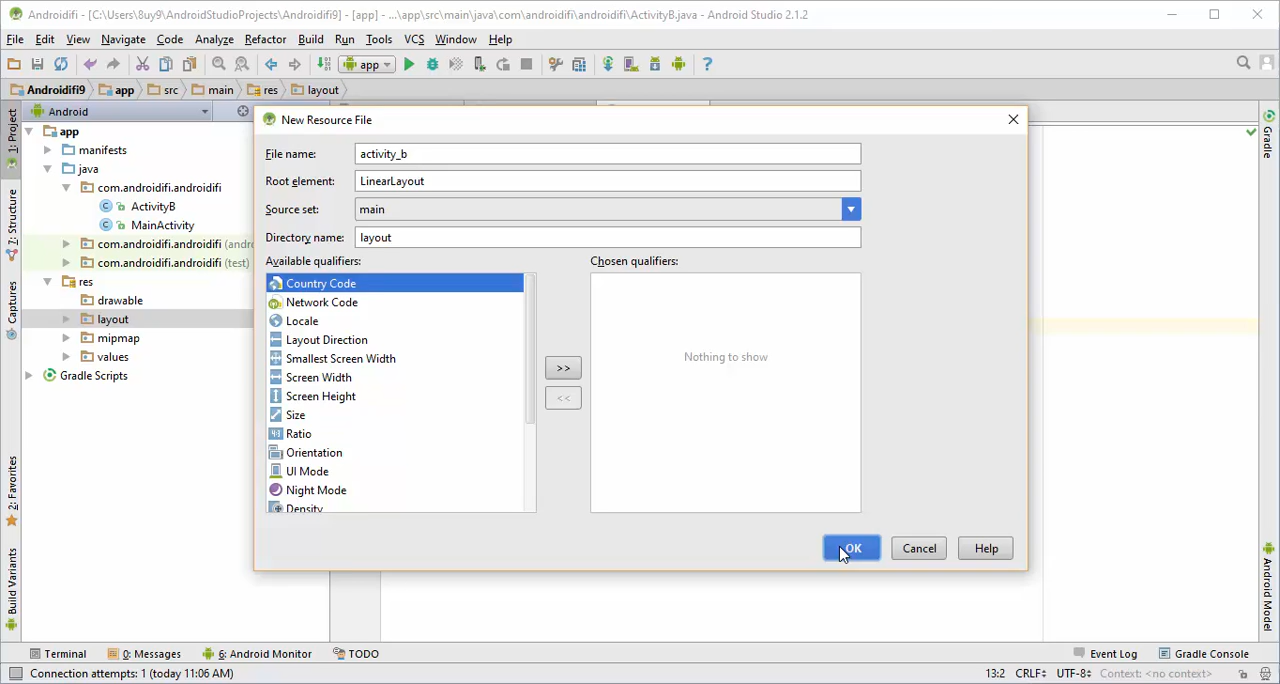 Androidifi - [C:\Users\8uy9\AndroidStudioProjects\Androidifi9] - [app] - ...\app\src\main\java\com\androidifi\androidifi\ActivityB.java - Android Studio 2.1.2
File Edit View Navigate Code Analyze Refactor Build Run Tools VCS Window Help
app
Androidifi9 app src main res layout
Android
New Resource File
1: Project
7: Structure
Captures
2: Favorites
Build Variants
app
manifests
java
com.androidifi.androidifi
ActivityB
MainActivity
com.androidifi.androidifi (andr
com.androidifi.androidifi (test)
res
drawable
layout
mipmap
values
Gradle Scripts
File name: activity_b
Root element: LinearLayout
Source set: main
Directory name: layout
Available qualifiers: Chosen qualifiers:
Country Code
Network Code
Locale
Layout Direction
Smallest Screen Width
Screen Width
Screen Height
Size
Ratio
Orientation
UI Mode
Night Mode
Density
>>
<<
Nothing to show
OK Cancel Help
Gradle
Android Model
Terminal 0: Messages 6: Android Monitor TODO Event Log Gradle Console
Connection attempts: 1 (today 11:06 AM) 13:2 CRLF UTF-8 Context: <no context>